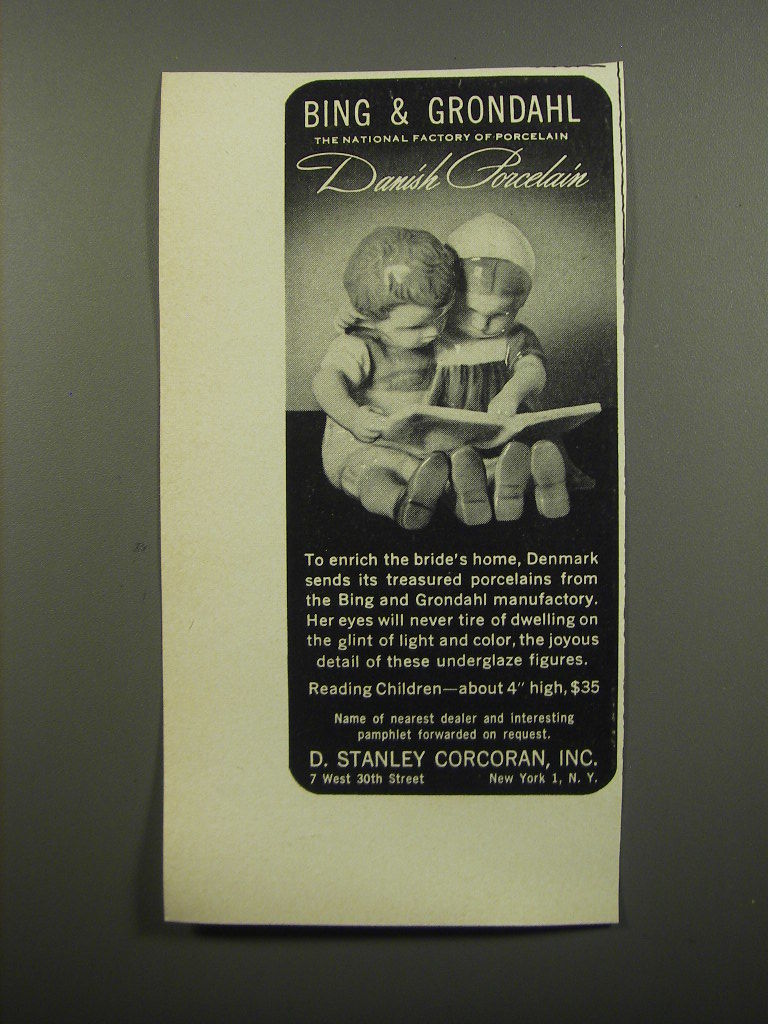 BING & GRONDAHL
THE NATIONAL FACTORY OF PORCELAIN
Danish Porcelain
To enrich the bride's home, Denmark
sends its treasured porcelains from
the Bing and Grondahl manufactory.
Her eyes will never tire of dwelling on
the glint of light and color, the joyous
detail of these underglaze figures.
Reading Children—about 4" high, $35
Name of nearest dealer and interesting
pamphlet forwarded on request.
D. STANLEY CORCORAN, INC.
7 West 30th Street New York 1, N. Y.